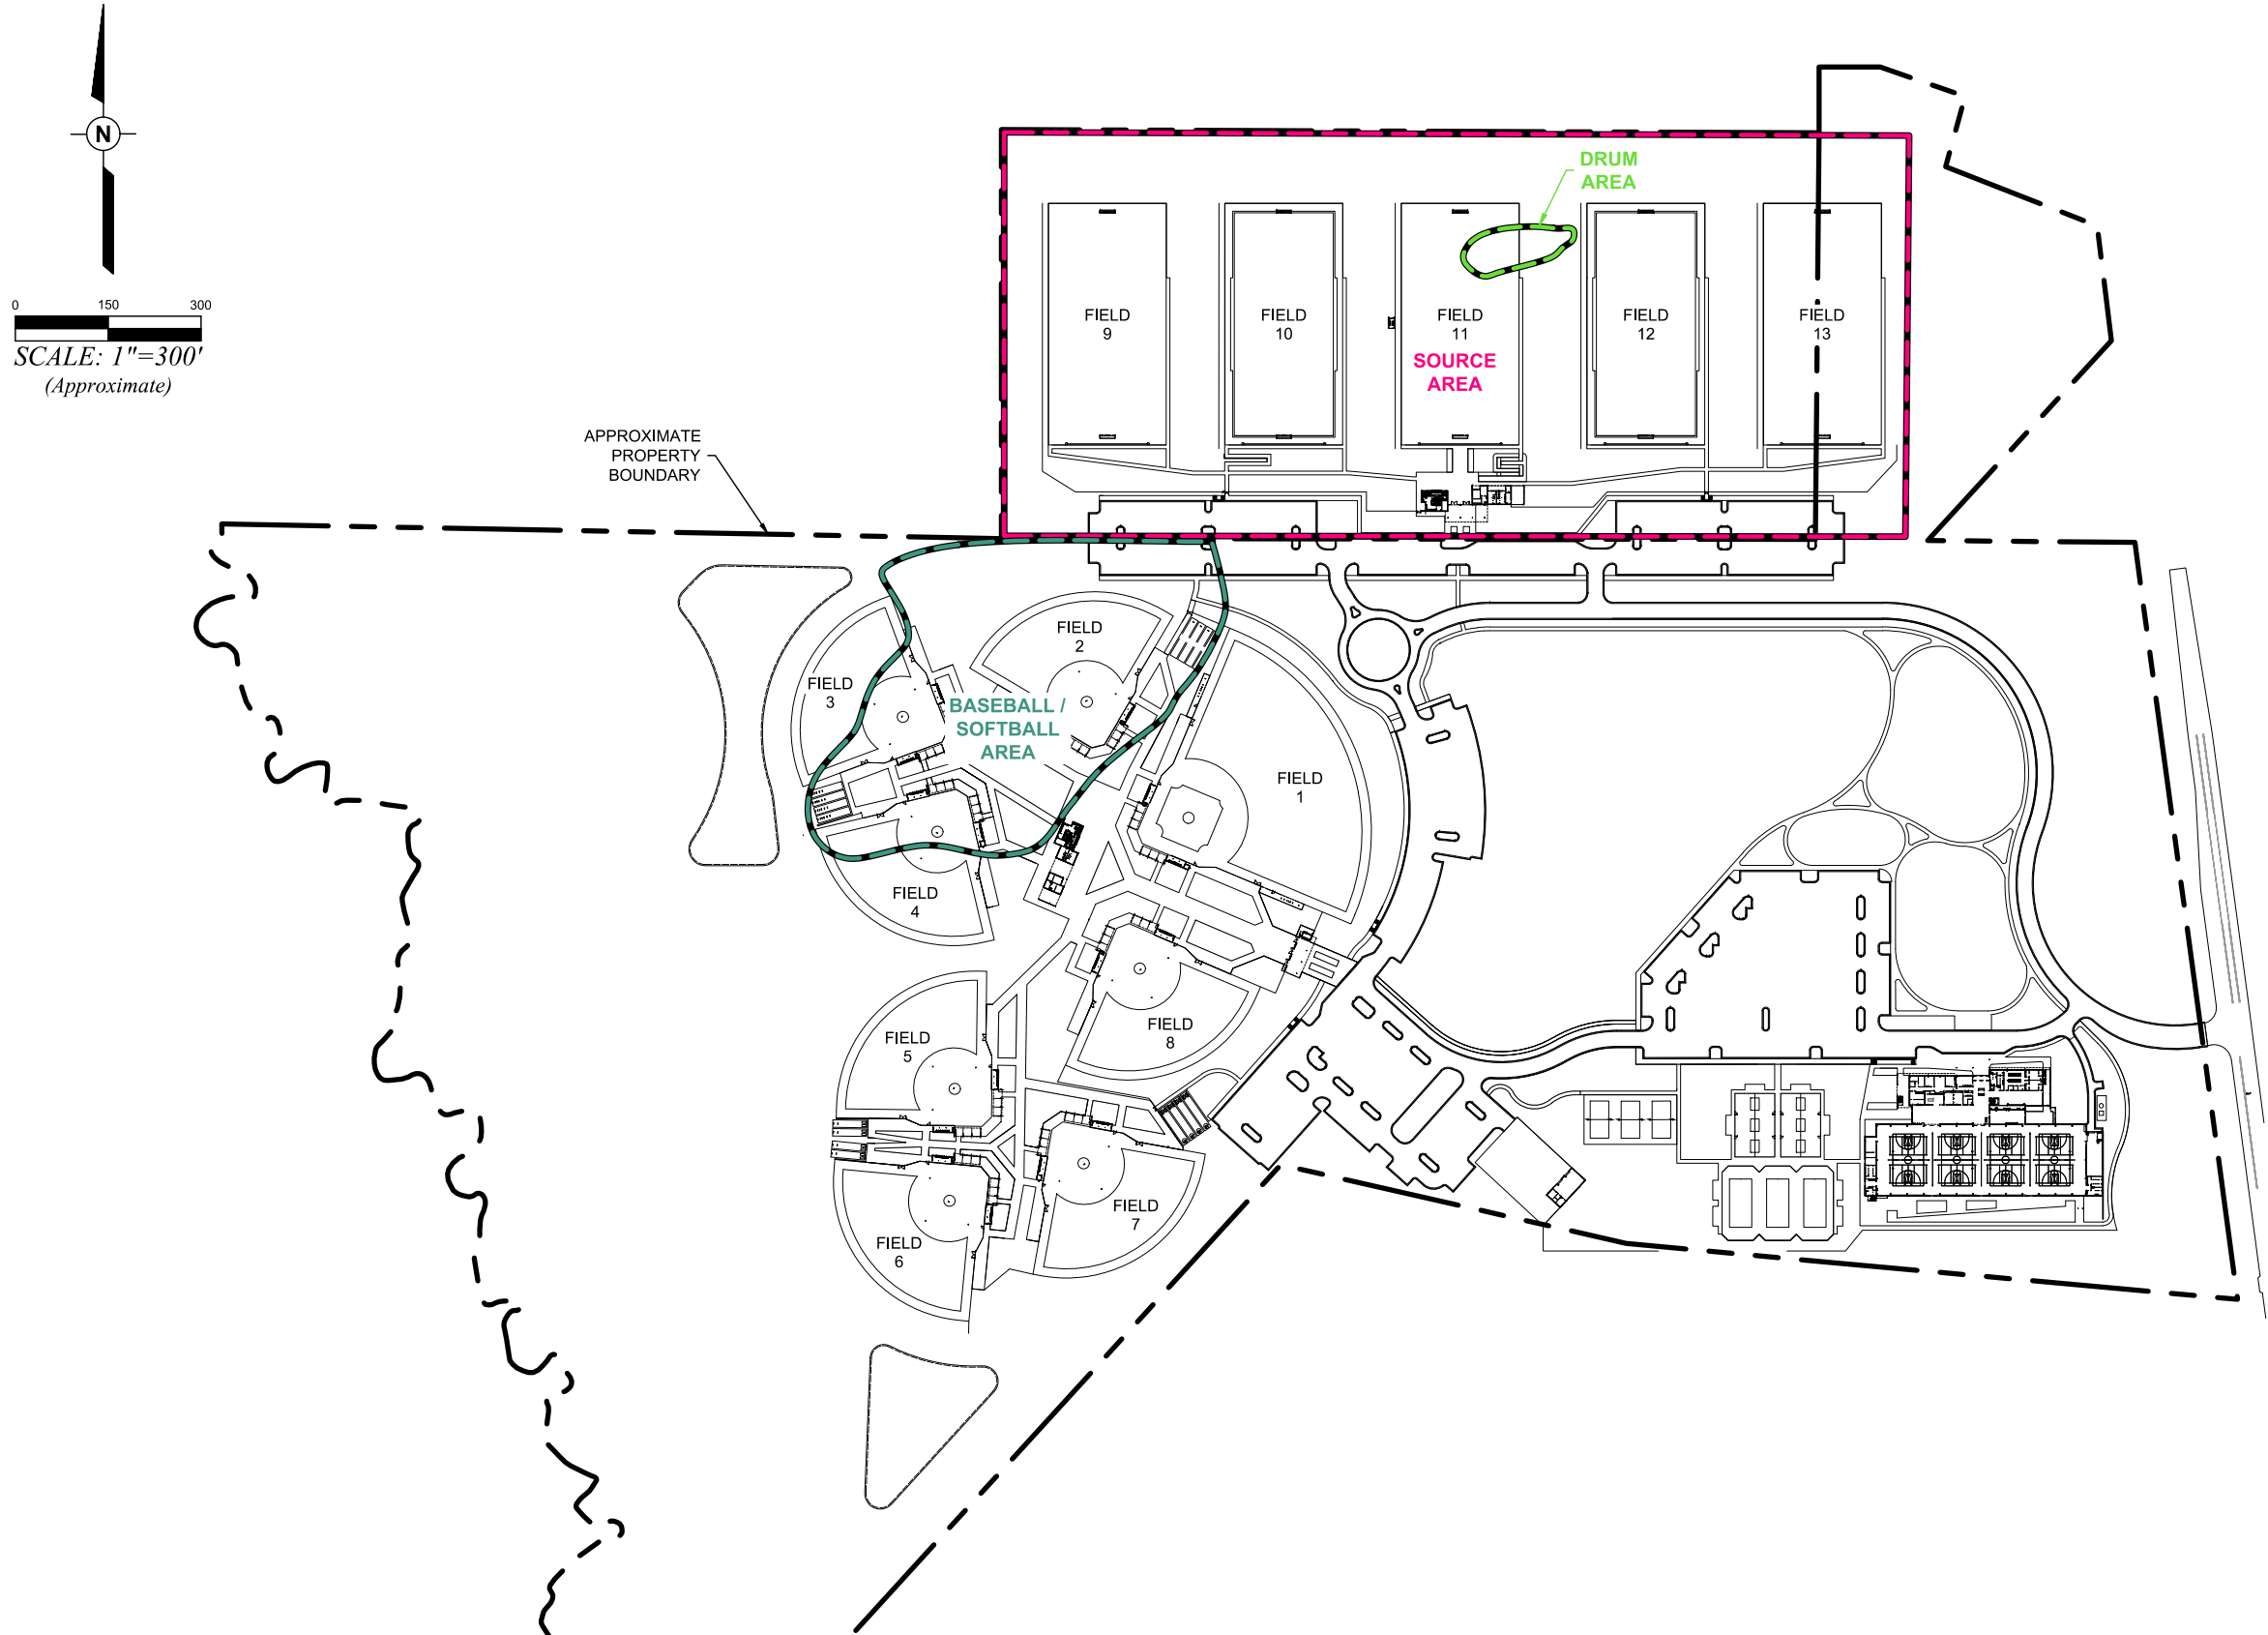 N
0 150 300
SCALE: 1"=300'
(Approximate)
DRUM
AREA
FIELD
9
FIELD
10
FIELD
11
FIELD
12
FIELD
13
SOURCE
AREA
APPROXIMATE
PROPERTY
BOUNDARY
FIELD
2
FIELD
3
BASEBALL /
SOFTBALL
AREA
FIELD
1
FIELD
4
FIELD
5
FIELD
8
FIELD
7
FIELD
6